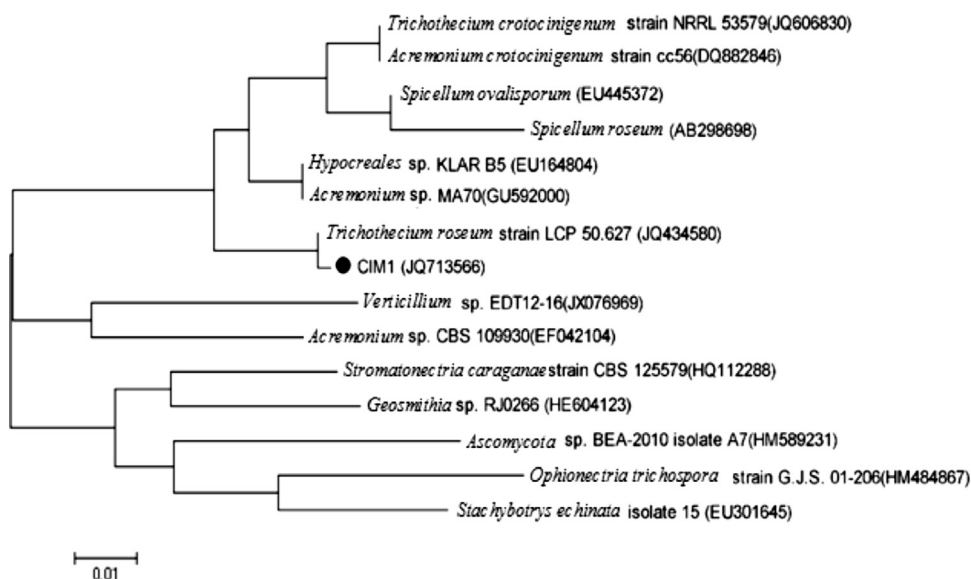 Trichothecium crotocinigenum strain NRRL 53579(JQ606830)
Acremonium crotocinigenum strain cc56(DQ882846)
Spicellum ovalisporum (EU445372)
Spicellum roseum (AB298698)
Hypocreales sp. KLAR B5 (EU164804)
Acremonium sp. MA70(GU592000)
Trichothecium roseum strain LCP 50.627 (JQ434580)
CIM1 (JQ713566)
Verticillium sp. EDT12-16(JX076969)
Acremonium sp. CBS 109930(EF042104)
Stromatonectria caraganaestrain CBS 125579(HQ112288)
Geosmithia sp. RJ0266 (HE604123)
Ascomycota sp. BEA-2010 isolate A7(HM589231)
Ophionectria trichospora strain G.J.S. 01-206(HM484867)
Stachybotrys echinata isolate 15 (EU301645)
0.01